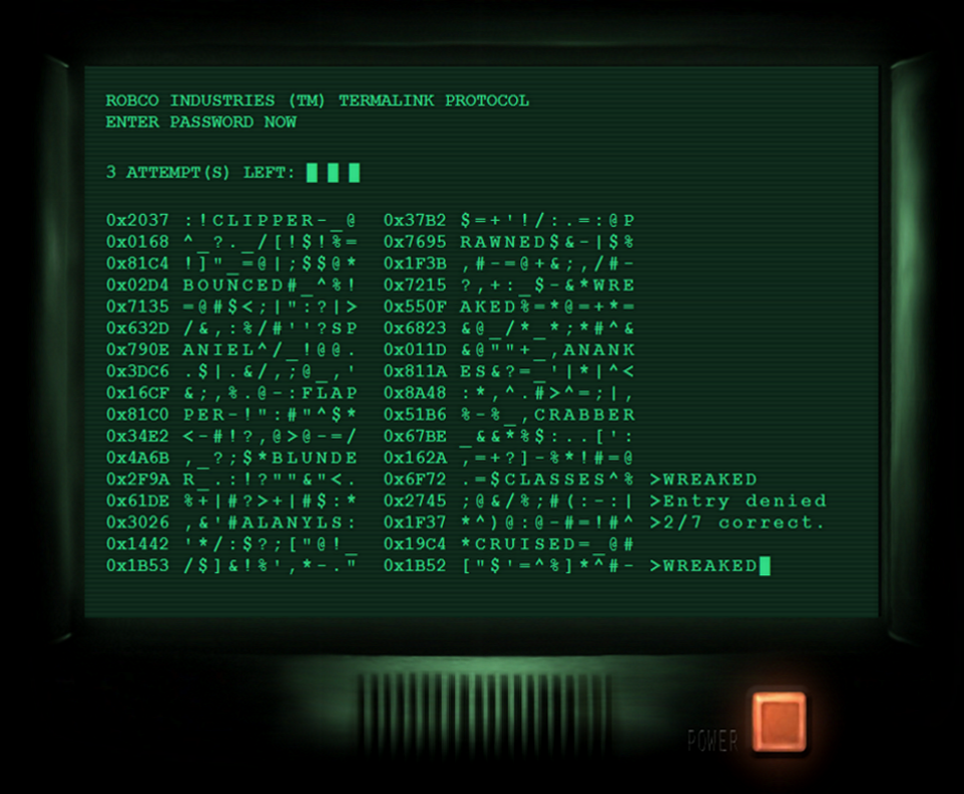 ROBCO INDUSTRIES (TM) TERMALINK PROTOCOL
ENTER PASSWORD NOW
3 ATTEMPT(S) LEFT: █ █ █
0x2037 :!CLIPPER-_@ 0x37B2 $=+'!/:.=:@P
0x0168 ^_?._/[!$!%= 0x7695 RAWNED$&-|$%
0x81C4 !]"_=@|;$$@* 0x1F3B ,#-=@+&;,/#-
0x02D4 BOUNCED#_^%! 0x7215 ?,+:_$-&*WRE
0x7135 =@#$<;|":?|> 0x550F AKED%=*@=+*=
0x632D /&,:%/#''?SP 0x6823 &@_/*_*;*#^&
0x790E ANIEL^/_!@@. 0x011D &@""+_,ANANK
0x3DC6 .$|.&/,;@_,' 0x811A ES&?=_'|*|^<
0x16CF &;,%.@-:FLAP 0x8A48 :*,^.#>^=;|,
0x81C0 PER-!":#"^$* 0x51B6 %-%_,CRABBER
0x34E2 <-#!?,@>@-=/ 0x67BE _&&*%$:..[':
0x4A6B ,_?;$*BLUNDE 0x162A ,=+?]-%*!#=@
0x2F9A R_.:!?""&"<. 0x6F72 .=$CLASSES^% >WREAKED
0x61DE %+|#?>+|#$:* 0x2745 ;@&/%;#(:-:| >Entry denied
0x3026 ,&'#ALANYLS: 0x1F37 *^)@:@-#=!#^ >2/7 correct.
0x1442 '*/:$?;["@!_ 0x19C4 *CRUISED=_@#
0x1B53 /$]&!%',*-." 0x1B52 ["$'=^%]*^#- >WREAKED█
POWER